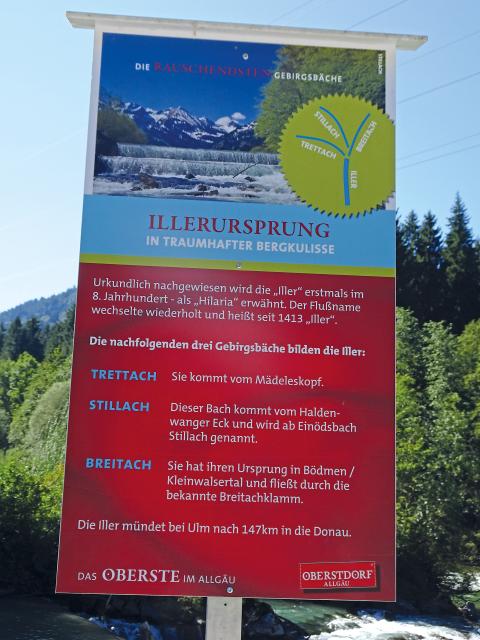 STILLACH
DIE RAUSCHENDSTEN GEBIRGSBÄCHE
STILLACH
BREITACH
TRETTACH
ILLER
ILLERURSPRUNG
IN TRAUMHAFTER BERGKULISSE
Urkundlich nachgewiesen wird die „Iller“ erstmals im
8. Jahrhundert - als „Hilaria“ erwähnt. Der Flußname
wechselte wiederholt und heißt seit 1413 „Iller“.
Die nachfolgenden drei Gebirgsbäche bilden die Iller:
TRETTACH Sie kommt vom Mädeleskopf.
STILLACH Dieser Bach kommt vom Halden-
wanger Eck und wird ab Einödsbach
Stillach genannt.
BREITACH Sie hat ihren Ursprung in Bödmen /
Kleinwalsertal und fließt durch die
bekannte Breitachklamm.
Die Iller mündet bei Ulm nach 147km in die Donau.
DAS OBERSTE IM ALLGÄU
OBERSTDORF
ALLGÄU